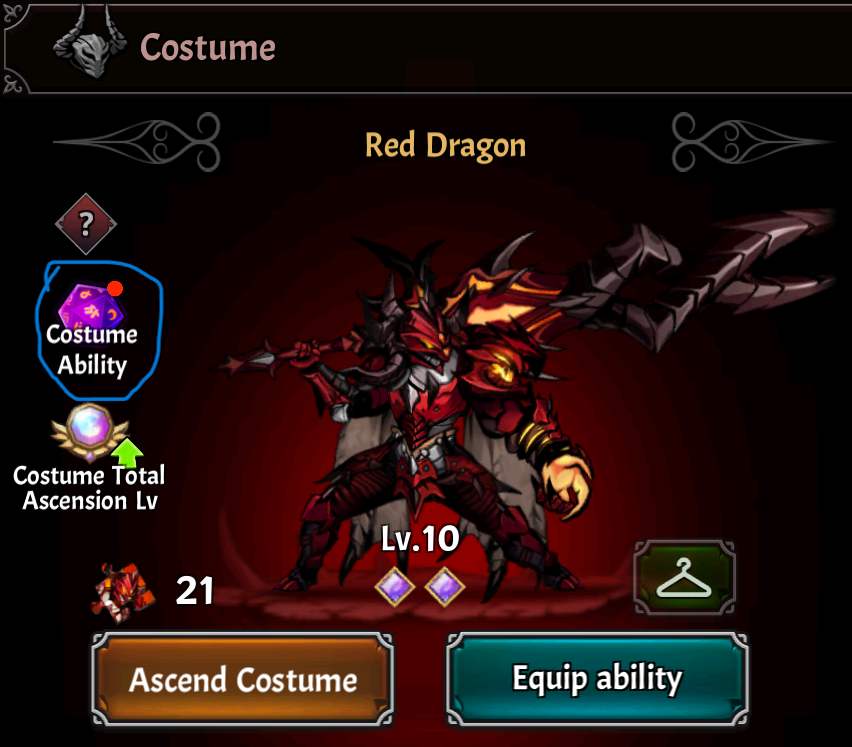 Costume
Red Dragon
?
Costume
Ability
Costume Total
Ascension Lv
Lv.10
21
Ascend Costume
Equip ability